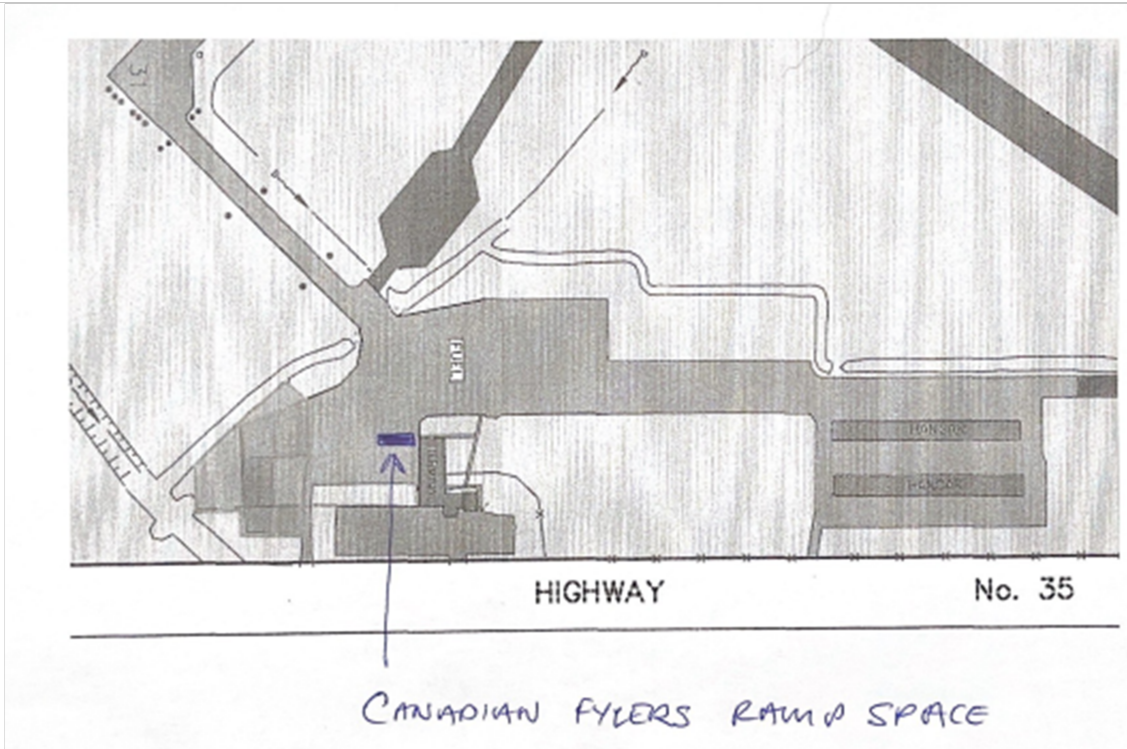 31
FUEL
HANGAR
HANGAR
HIGHWAY No. 35
CANADIAN FYLERS RAMP SPACE